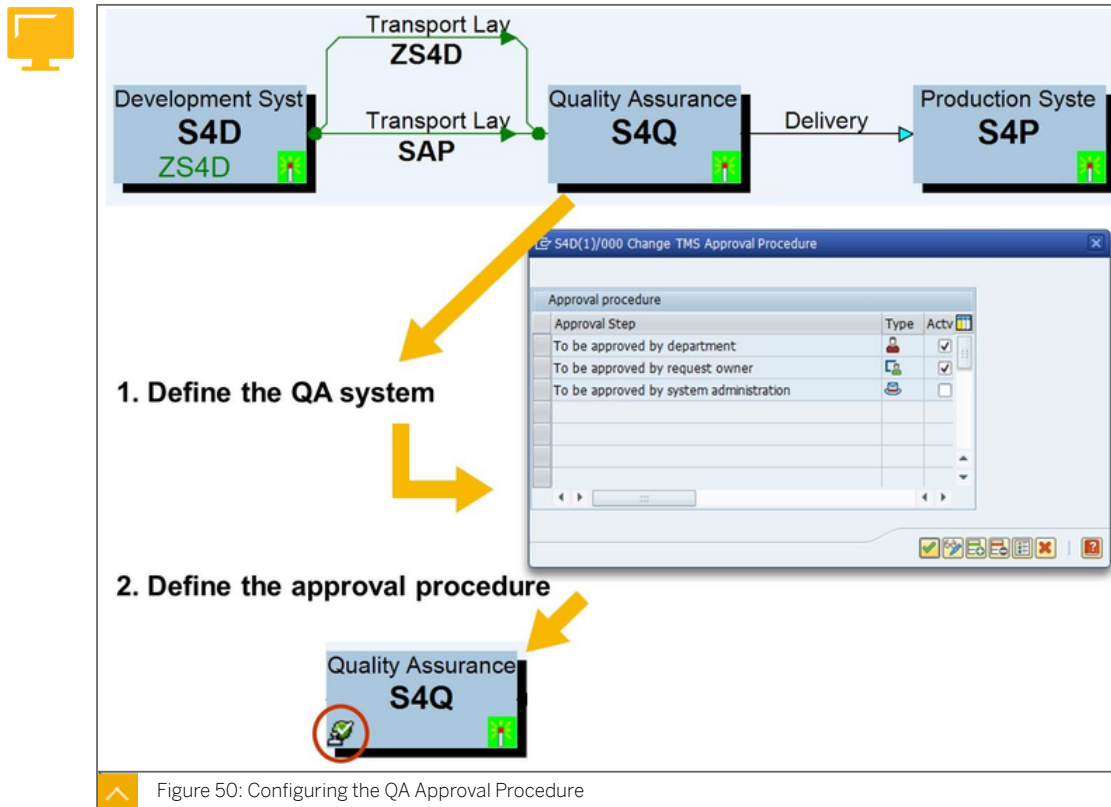 Transport Lay
ZS4D
Development Syst
S4D
ZS4D
Transport Lay
SAP
Quality Assurance
S4Q
Delivery
Production Syste
S4P
S4D(1)/000 Change TMS Approval Procedure
Approval procedure
Approval Step Type Actv
To be approved by department
To be approved by request owner
To be approved by system administration
1. Define the QA system
2. Define the approval procedure
Quality Assurance
S4Q
Figure 50: Configuring the QA Approval Procedure